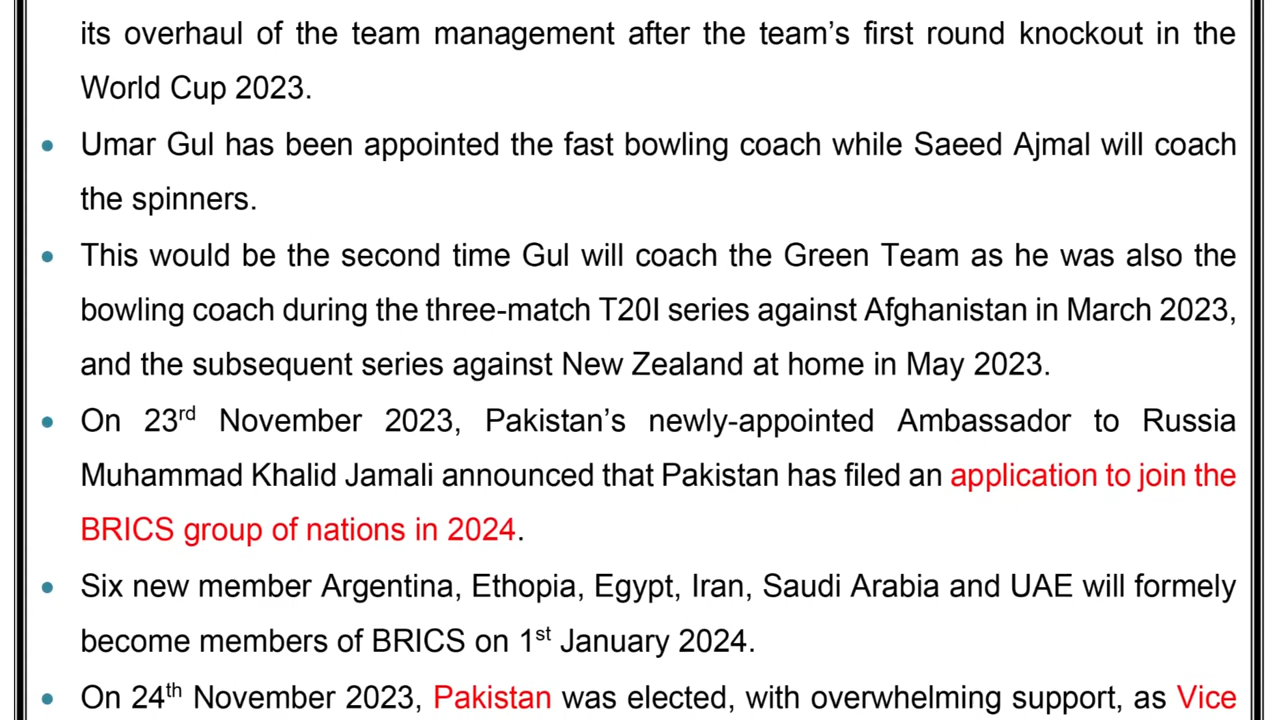 its overhaul of the team management after the team’s first round knockout in the
World Cup 2023.
• Umar Gul has been appointed the fast bowling coach while Saeed Ajmal will coach
the spinners.
• This would be the second time Gul will coach the Green Team as he was also the
bowling coach during the three-match T20I series against Afghanistan in March 2023,
and the subsequent series against New Zealand at home in May 2023.
• On 23rd November 2023, Pakistan’s newly-appointed Ambassador to Russia
Muhammad Khalid Jamali announced that Pakistan has filed an application to join the
BRICS group of nations in 2024.
• Six new member Argentina, Ethopia, Egypt, Iran, Saudi Arabia and UAE will formely
become members of BRICS on 1st January 2024.
• On 24th November 2023, Pakistan was elected, with overwhelming support, as Vice